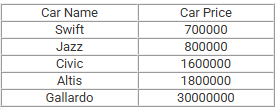 Car Name Car Price
Swift 700000
Jazz 800000
Civic 1600000
Altis 1800000
Gallardo 30000000